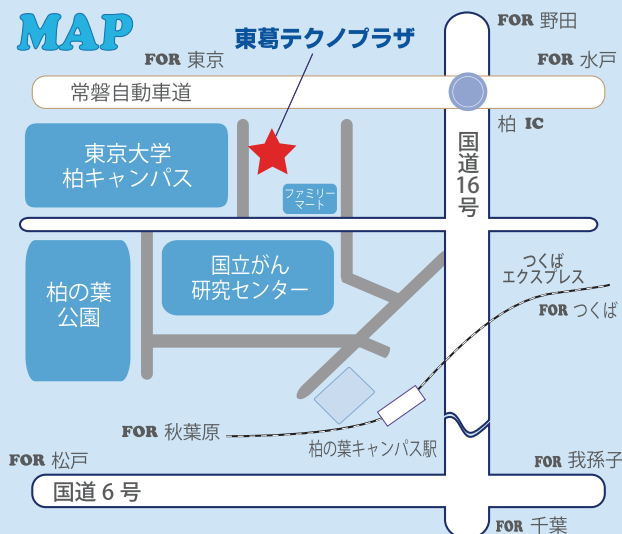 MAP
東葛テクノプラザ
FOR 野田
FOR 東京
FOR 水戸
常磐自動車道
柏 IC
東京大学
柏キャンパス
国道16号
ファミリー
マート
柏の葉
公園
国立がん
研究センター
つくば
エクスプレス
FOR つくば
FOR 秋葉原
柏の葉キャンパス駅
FOR 松戸
FOR 我孫子
国道 6 号
FOR 千葉